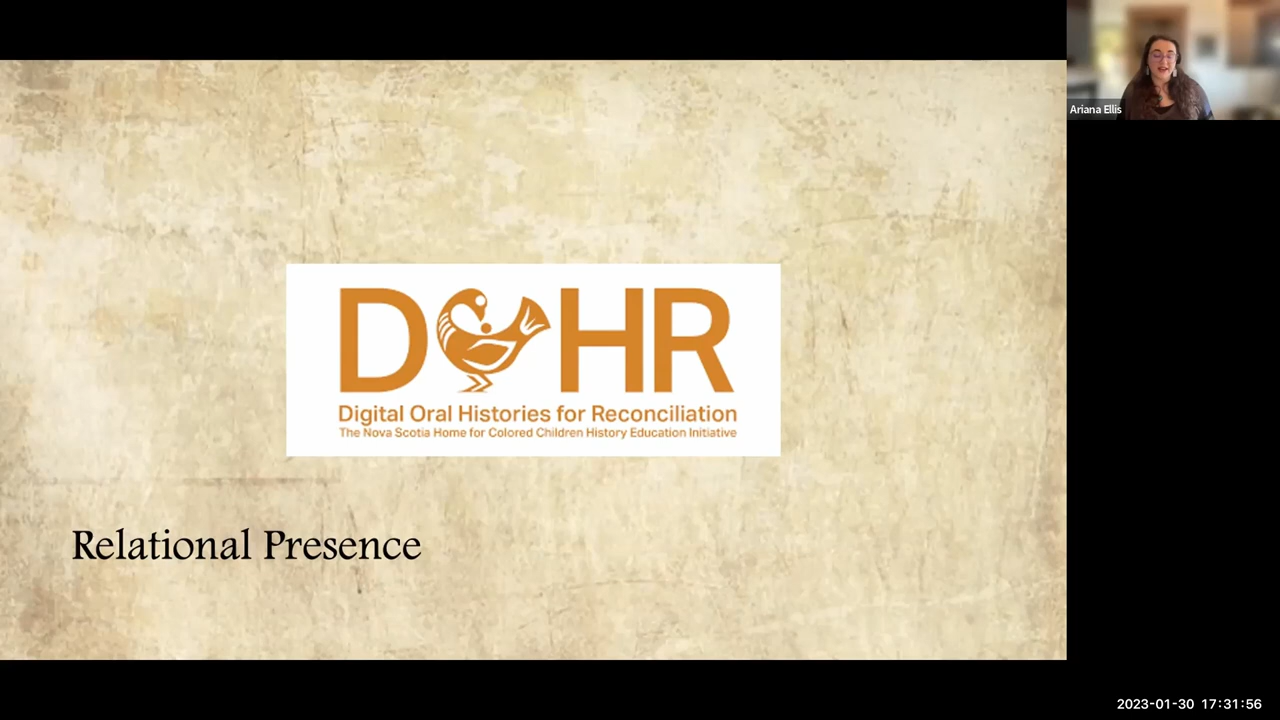 Ariana Ellis
DOHR
Digital Oral Histories for Reconciliation
The Nova Scotia Home for Colored Children History Education Initiative
Relational Presence
2023-01-30 17:31:56